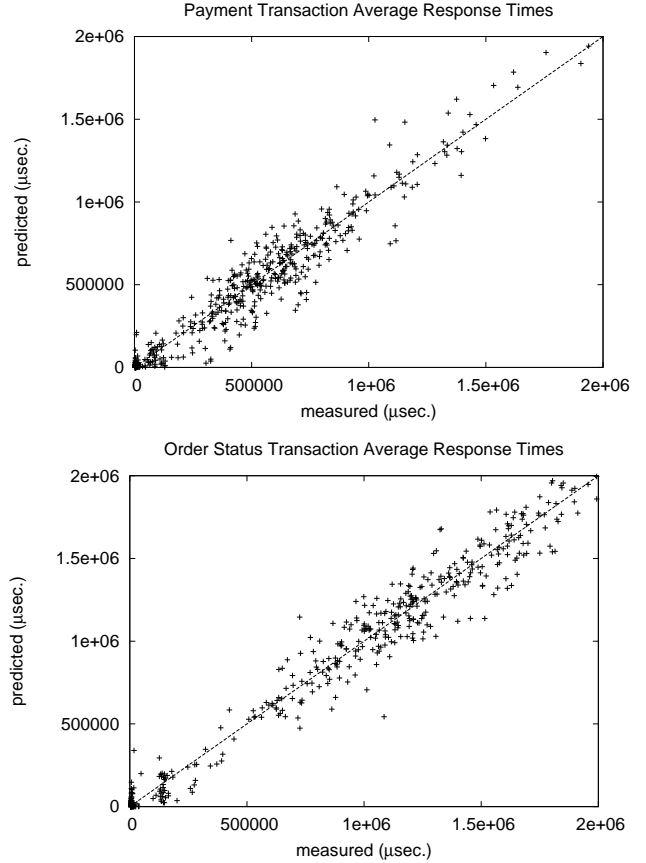 Payment Transaction Average Response Times
2e+06
1.5e+06
1e+06
500000
0
predicted (μsec.)
0 500000 1e+06 1.5e+06 2e+06
measured (μsec.)
Order Status Transaction Average Response Times
2e+06
1.5e+06
1e+06
500000
0
predicted (μsec.)
0 500000 1e+06 1.5e+06 2e+06
measured (μsec.)